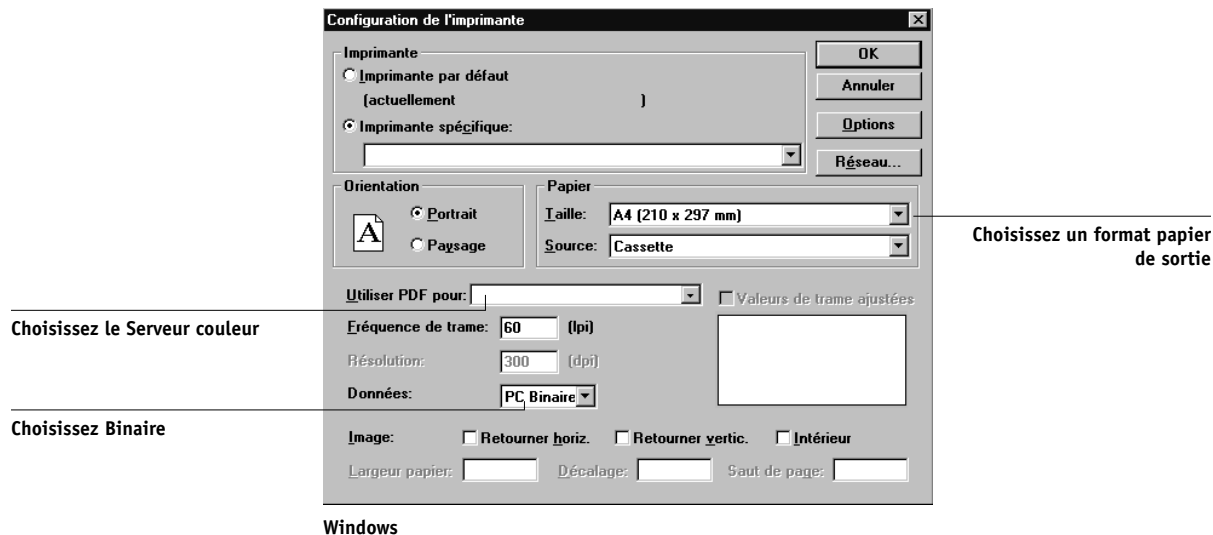 Configuration de l'imprimante
Imprimante
Imprimante par défaut
(actuellement )
Imprimante spécifique:
OK
Annuler
Options
Réseau...
Orientation
A
Portrait
Paysage
Papier
Taille: A4 (210 x 297 mm)
Source: Cassette
Choisissez un format papier
de sortie
Utiliser PDF pour:
Valeurs de trame ajustées
Choisissez le Serveur couleur
Fréquence de trame: 60 (lpi)
Résolution: 300 (dpi)
Données: PC Binaire
Choisissez Binaire
Image: Retourner horiz. Retourner vertic. Intérieur
Largeur papier: Décalage: Saut de page:
Windows